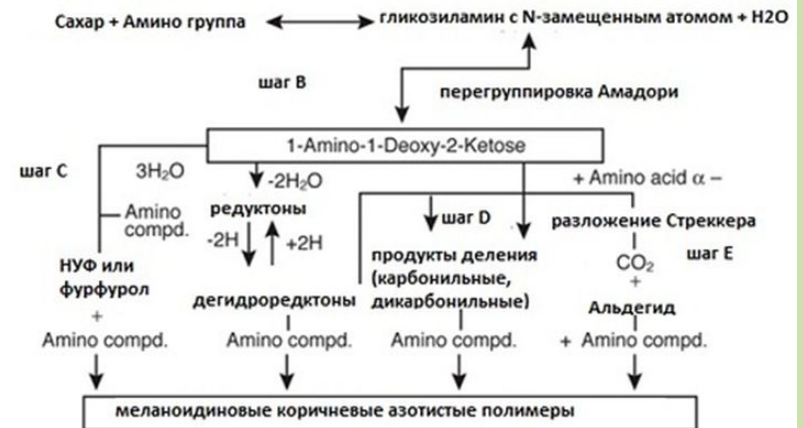 Сахар + Амино группа
гликозиламин с N-замещенным атомом + H2O
шаг B
перегруппировка Амадори
1-Amino-1-Deoxy-2-Ketose
шаг C
3H₂O
-2H₂O
+ Amino acid α –
Amino
compd.
редуктоны
шаг D
разложение Стреккера
-2H
+2H
НУФ или
фурфурол
продукты деления
(карбонильные,
дикарбонильные)
CO₂
шаг E
+
дегидроредктоны
+
Альдегид
Amino compd.
Amino compd.
Amino compd.
+ Amino compd.
меланоидиновые коричневые азотистые полимеры